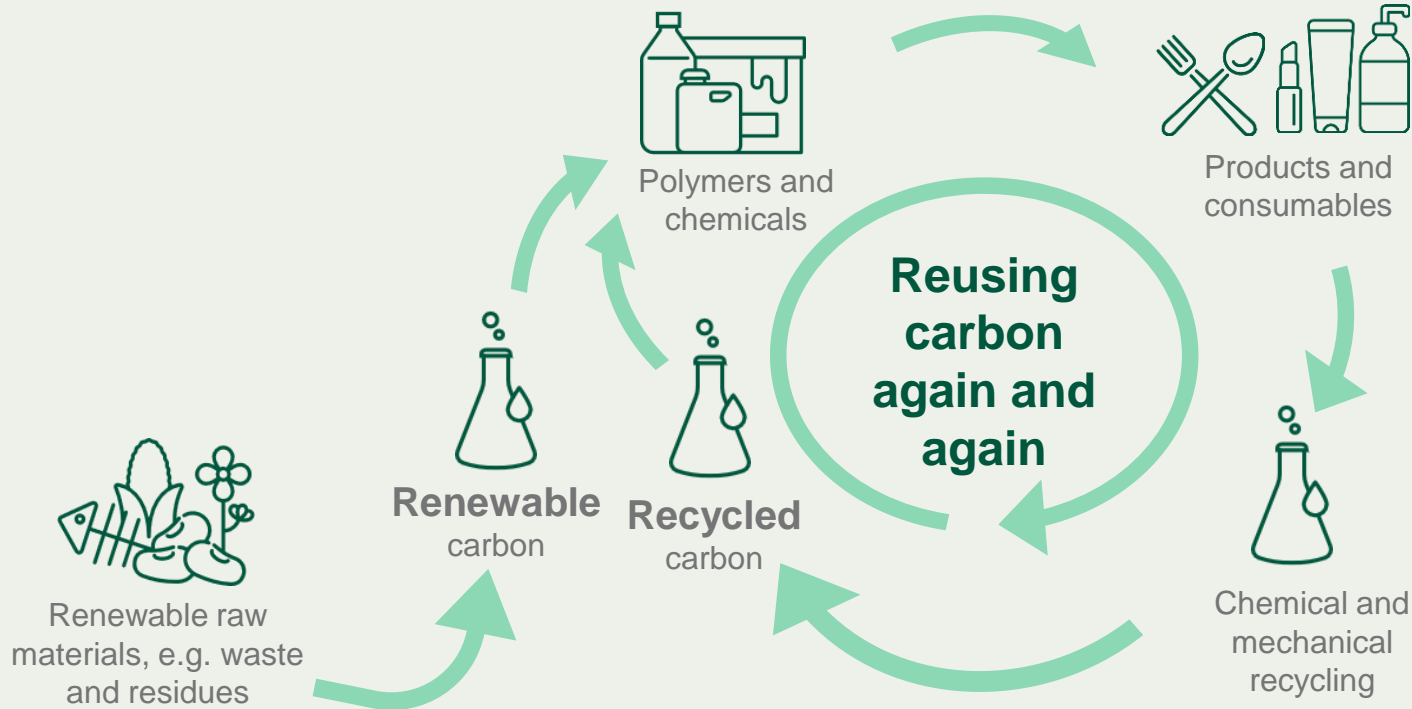 Polymers and
chemicals
Products and
consumables
Reusing
carbon
again and
again
Renewable
carbon
Recycled
carbon
Renewable raw
materials, e.g. waste
and residues
Chemical and
mechanical
recycling